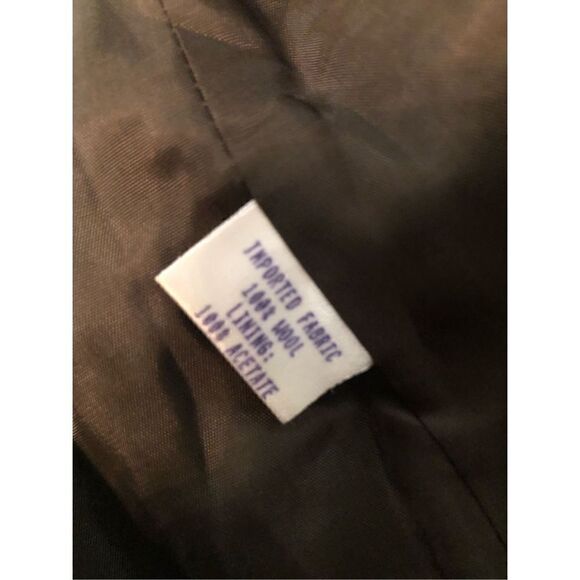 IMPORTED FABRIC
100% WOOL
LINING:
100% ACETATE